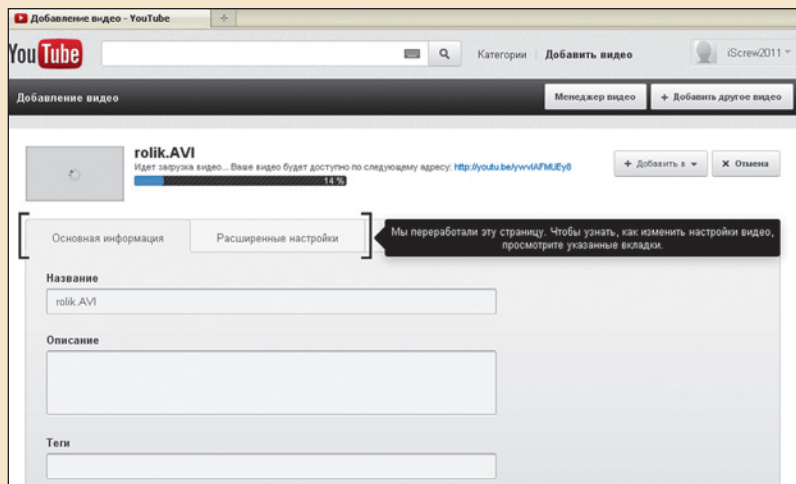 Добавление видео - YouTube
YouTube
Категории
Добавить видео
iScrew2011
Добавление видео
Менеджер видео
+ Добавить другое видео
rolik.AVI
Идет загрузка видео... Ваше видео будет доступно по следующему адресу: http://youtu.be/ywvlAFMUEy8
14 %
+ Добавить в
X Отмена
Основная информация
Расширенные настройки
Мы переработали эту страницу. Чтобы узнать, как изменить настройки видео,
просмотрите указанные вкладки.
Название
rolik.AVI
Описание
Теги